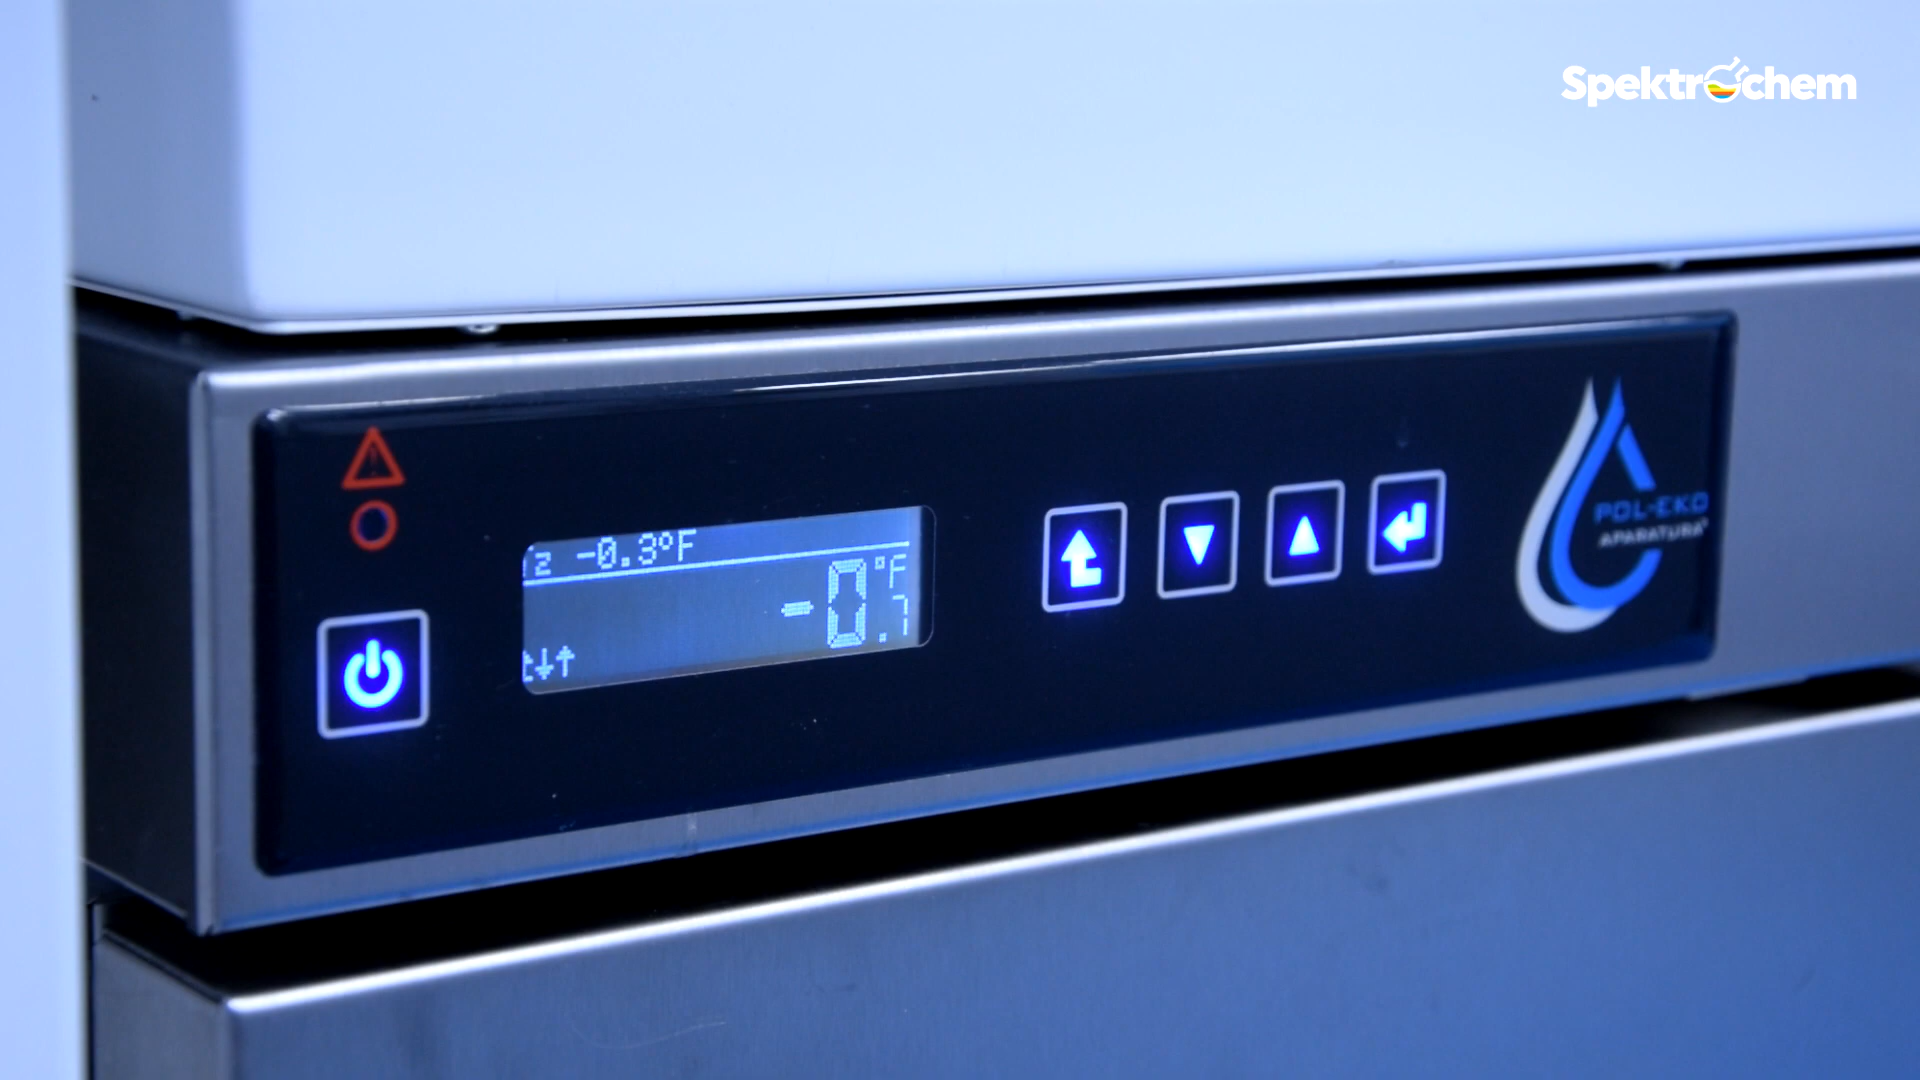 Spektrochem
z -0.3°F
-0.7 °F
t↓↑
POL-EKO
APARATURA